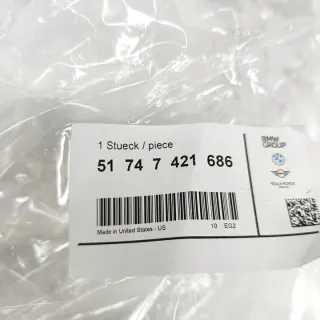 1 Stueck / piece
51 74 7 421 686
Made in United States - US
10 EG2
BMW
GROUP